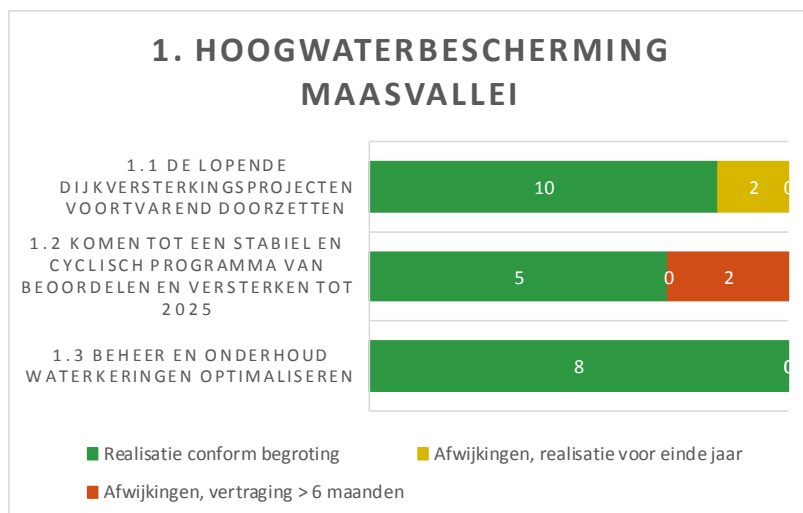 1. HOOGWATERBESCHERMING
MAASVALLEI
1.1 DE LOPENDE
DIJKVERSTERKINGSPROJECTEN
VOORTVAREND DOORZETTEN
10 2 0
1.2 KOMEN TOT EEN STABIEL EN
CYCLISCH PROGRAMMA VAN
BEOORDELEN EN VERSTERKEN TOT
2025
5 0 2
1.3 BEHEER EN ONDERHOUD
WATERKERINGEN OPTIMALISEREN
8 0
Realisatie conform begroting
Afwijkingen, realisatie voor einde jaar
Afwijkingen, vertraging > 6 maanden